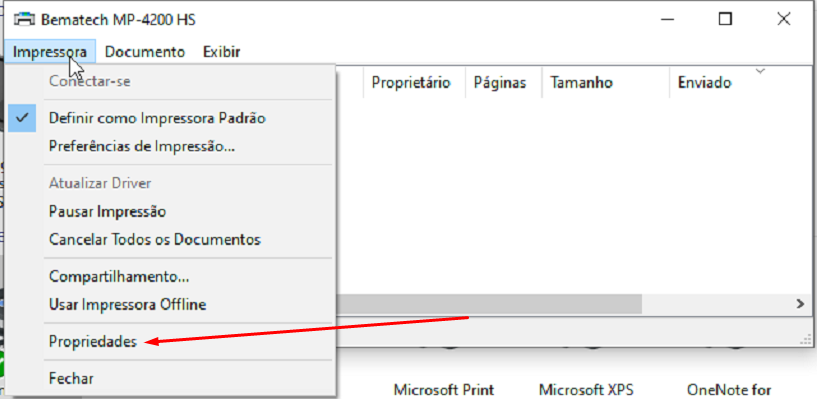 Bematech MP-4200 HS
Impressora Documento Exibir
Conectar-se
Proprietário Páginas Tamanho Enviado
Definir como Impressora Padrão
Preferências de Impressão...
Atualizar Driver
Pausar Impressão
Cancelar Todos os Documentos
Compartilhamento...
Usar Impressora Offline
Propriedades
Fechar
Microsoft Print Microsoft XPS OneNote for